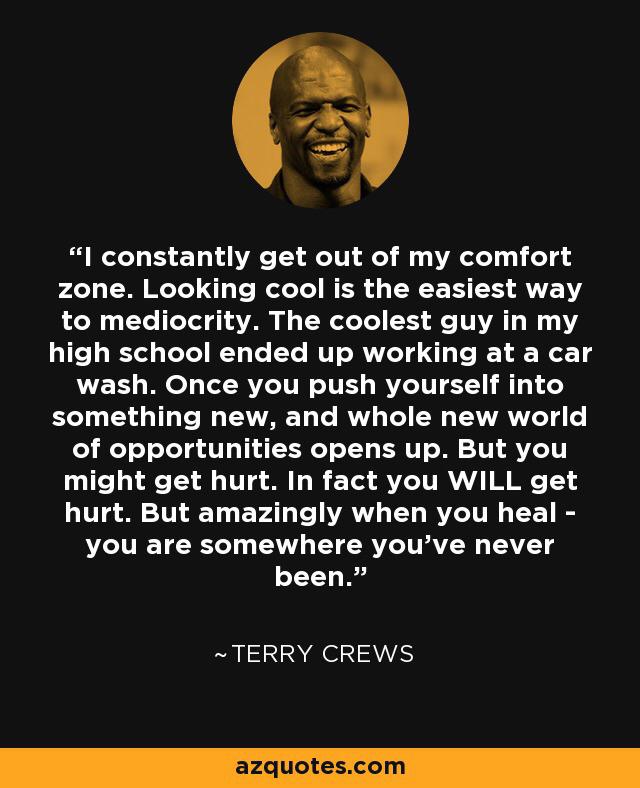 “I constantly get out of my comfort
zone. Looking cool is the easiest way
to mediocrity. The coolest guy in my
high school ended up working at a car
wash. Once you push yourself into
something new, and whole new world
of opportunities opens up. But you
might get hurt. In fact you WILL get
hurt. But amazingly when you heal -
you are somewhere you’ve never
been.”
~TERRY CREWS
azquotes.com